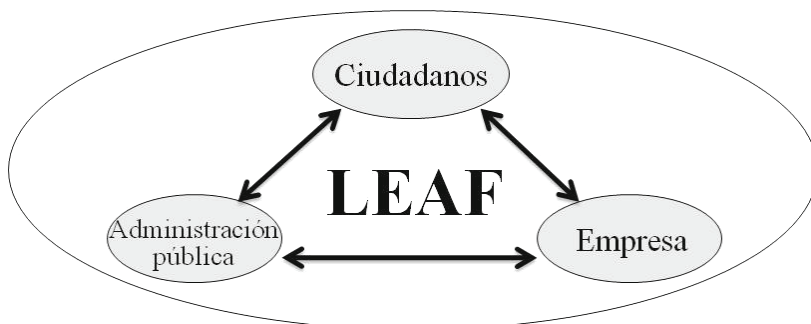 Ciudadanos
LEAF
Administración
pública
Empresa